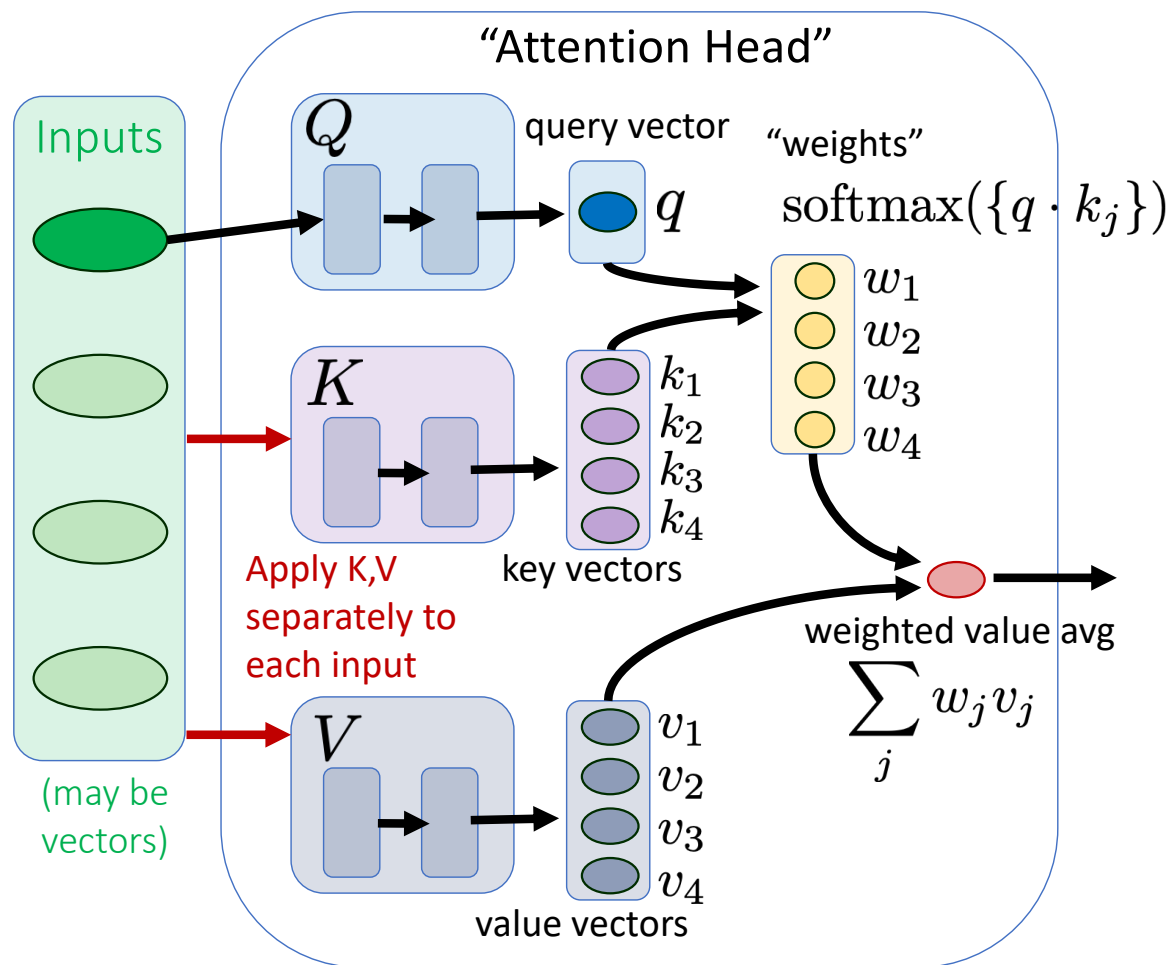 “Attention Head”
Inputs
Q
query vector
q
“weights”
softmax({q · k_j})
w_1
w_2
w_3
w_4
K
k_1
k_2
k_3
k_4
key vectors
Apply K,V
separately to
each input
weighted value avg
∑_j w_j v_j
V
v_1
v_2
v_3
v_4
value vectors
(may be
vectors)